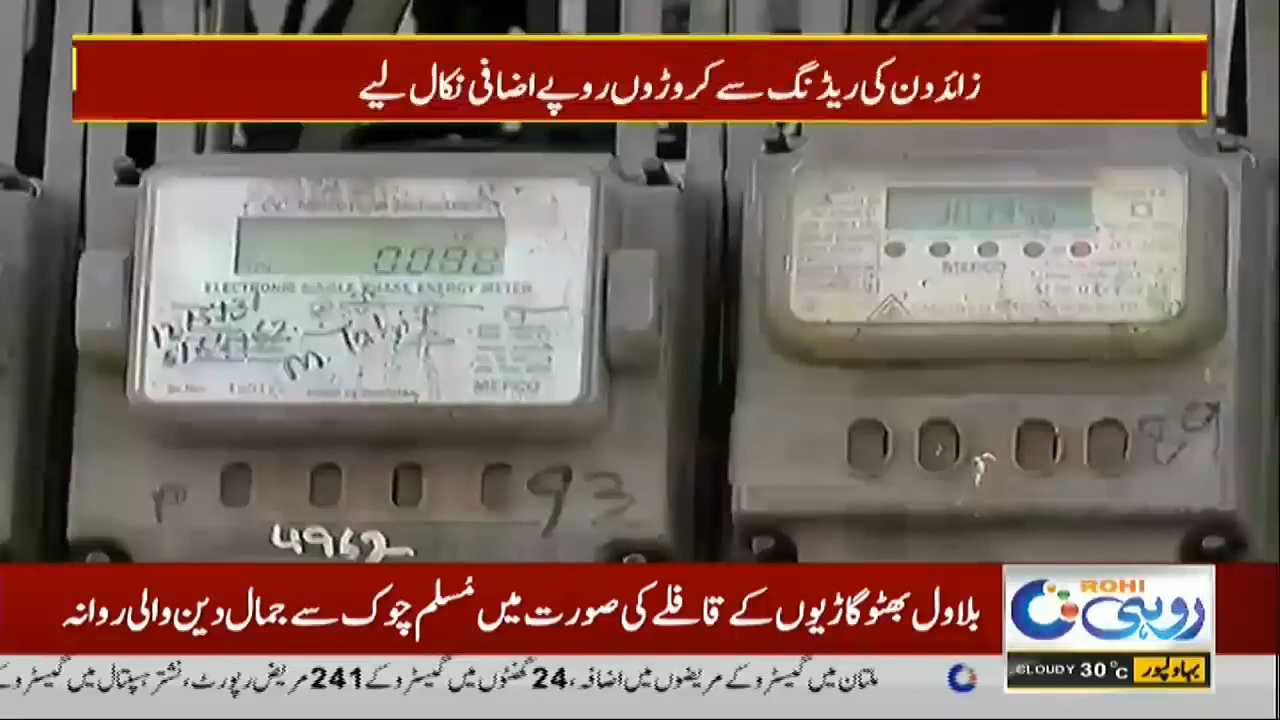 زائد دن کی ریڈنگ سے کروڑوں روپے اضافی نکال لیے
0088
ELECTRONIC SINGLE PHASE ENERGY METER
M.
MEPCO
MEPCO
93
89
4962
بلاول بھٹو گاڑیوں کے قافلے کی صورت میں مُسلم چوک سے جمال دین والی روانہ
ROHI
روہی
ملتان میں گیسٹرو کے مریضوں میں اضافہ، 24 گھنٹوں میں گیسٹرو کے 241 مریض رپورٹ، نشتر ہسپتال میں گیسٹرو کے
CLOUDY 30°C بہاولپور